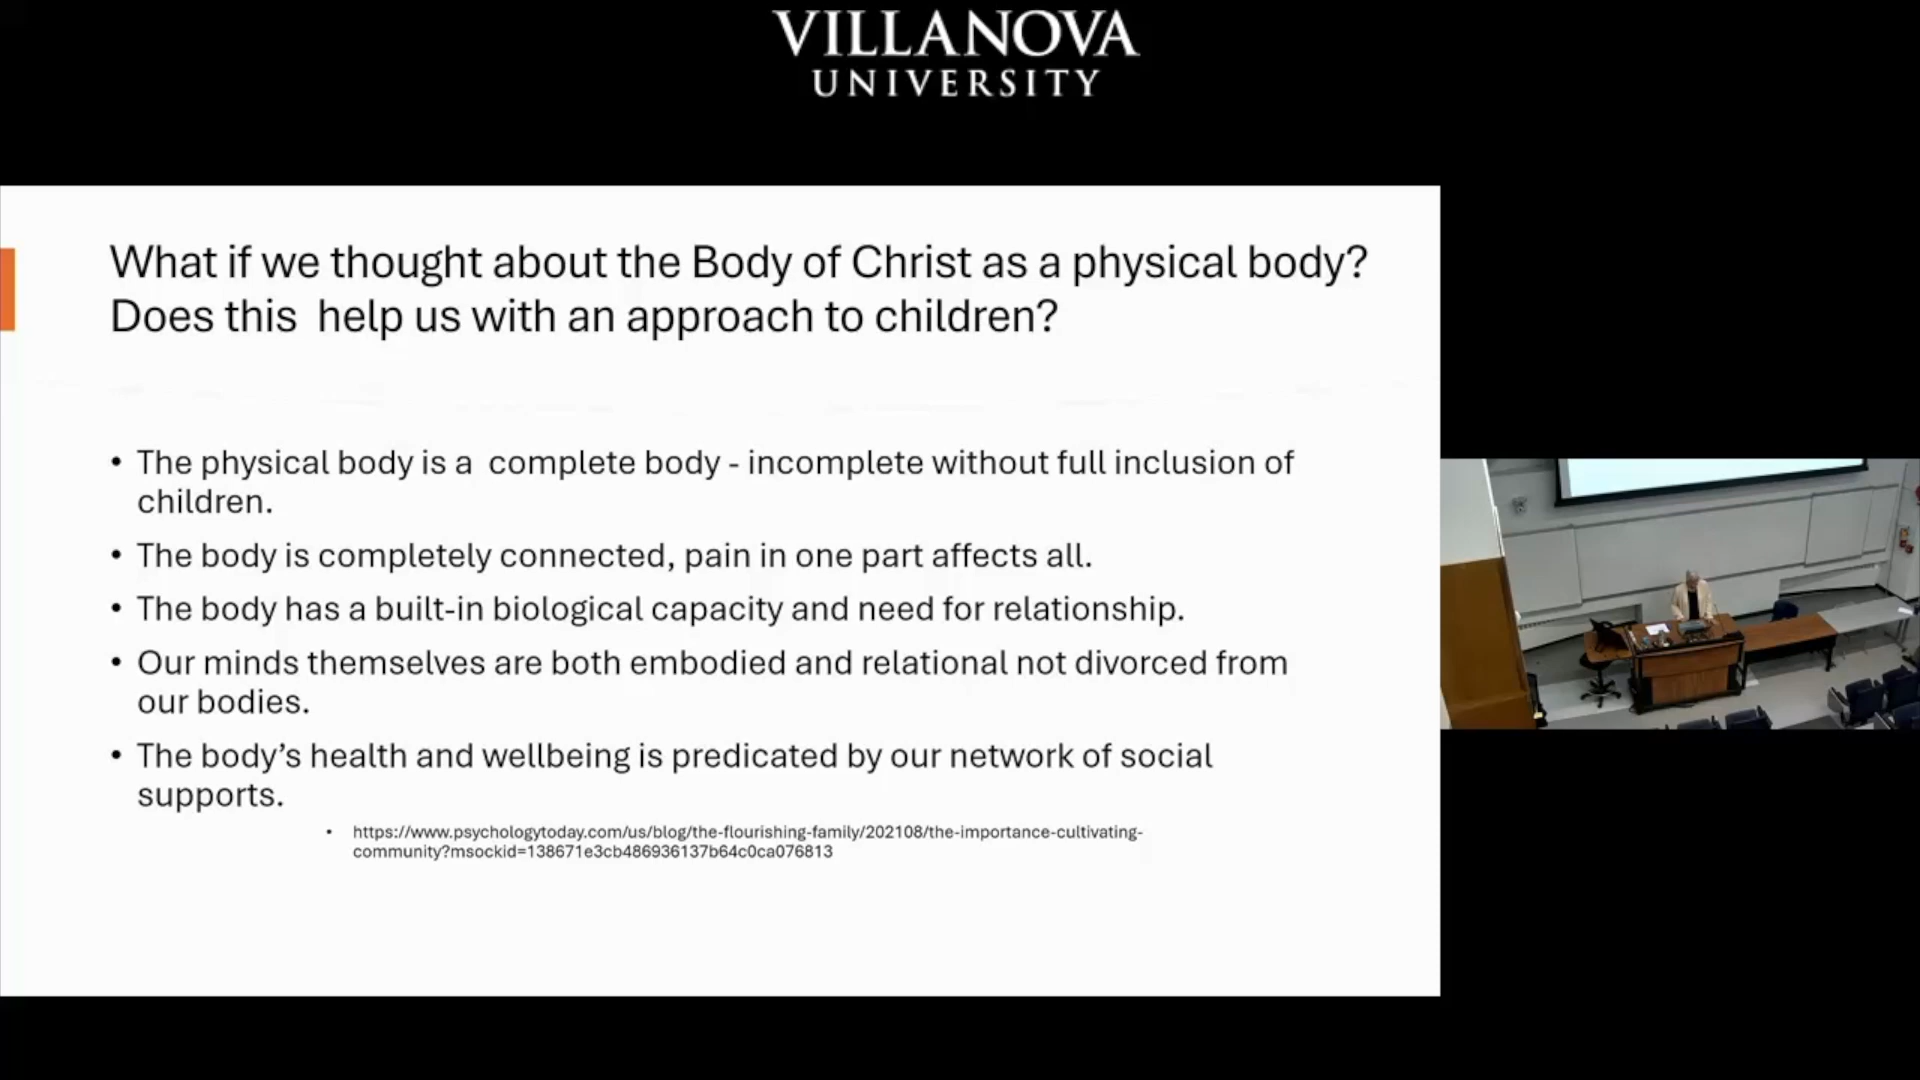 VILLANOVA
UNIVERSITY
What if we thought about the Body of Christ as a physical body?
Does this  help us with an approach to children?
• The physical body is a  complete body - incomplete without full inclusion of
children.
• The body is completely connected, pain in one part affects all.
• The body has a built-in biological capacity and need for relationship.
• Our minds themselves are both embodied and relational not divorced from
our bodies.
• The body’s health and wellbeing is predicated by our network of social
supports.
• https://www.psychologytoday.com/us/blog/the-flourishing-family/202108/the-importance-cultivating-
community?msockid=138671e3cb486936137b64c0ca076813